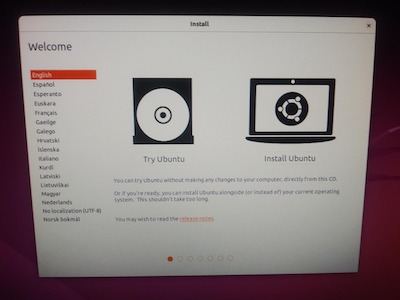 Install
Welcome
English
Español
Esperanto
Euskara
Français
Gaeilge
Galego
Hrvatski
Íslenska
Italiano
Kurdî
Latviski
Lietuviškai
Magyar
Nederlands
No localization (UTF-8)
Norsk bokmål
Try Ubuntu
Install Ubuntu
You can try Ubuntu without making any changes to your computer, directly from this CD.
Or if you're ready, you can install Ubuntu alongside (or instead of) your current operating
system. This shouldn't take too long.
You may wish to read the release notes.